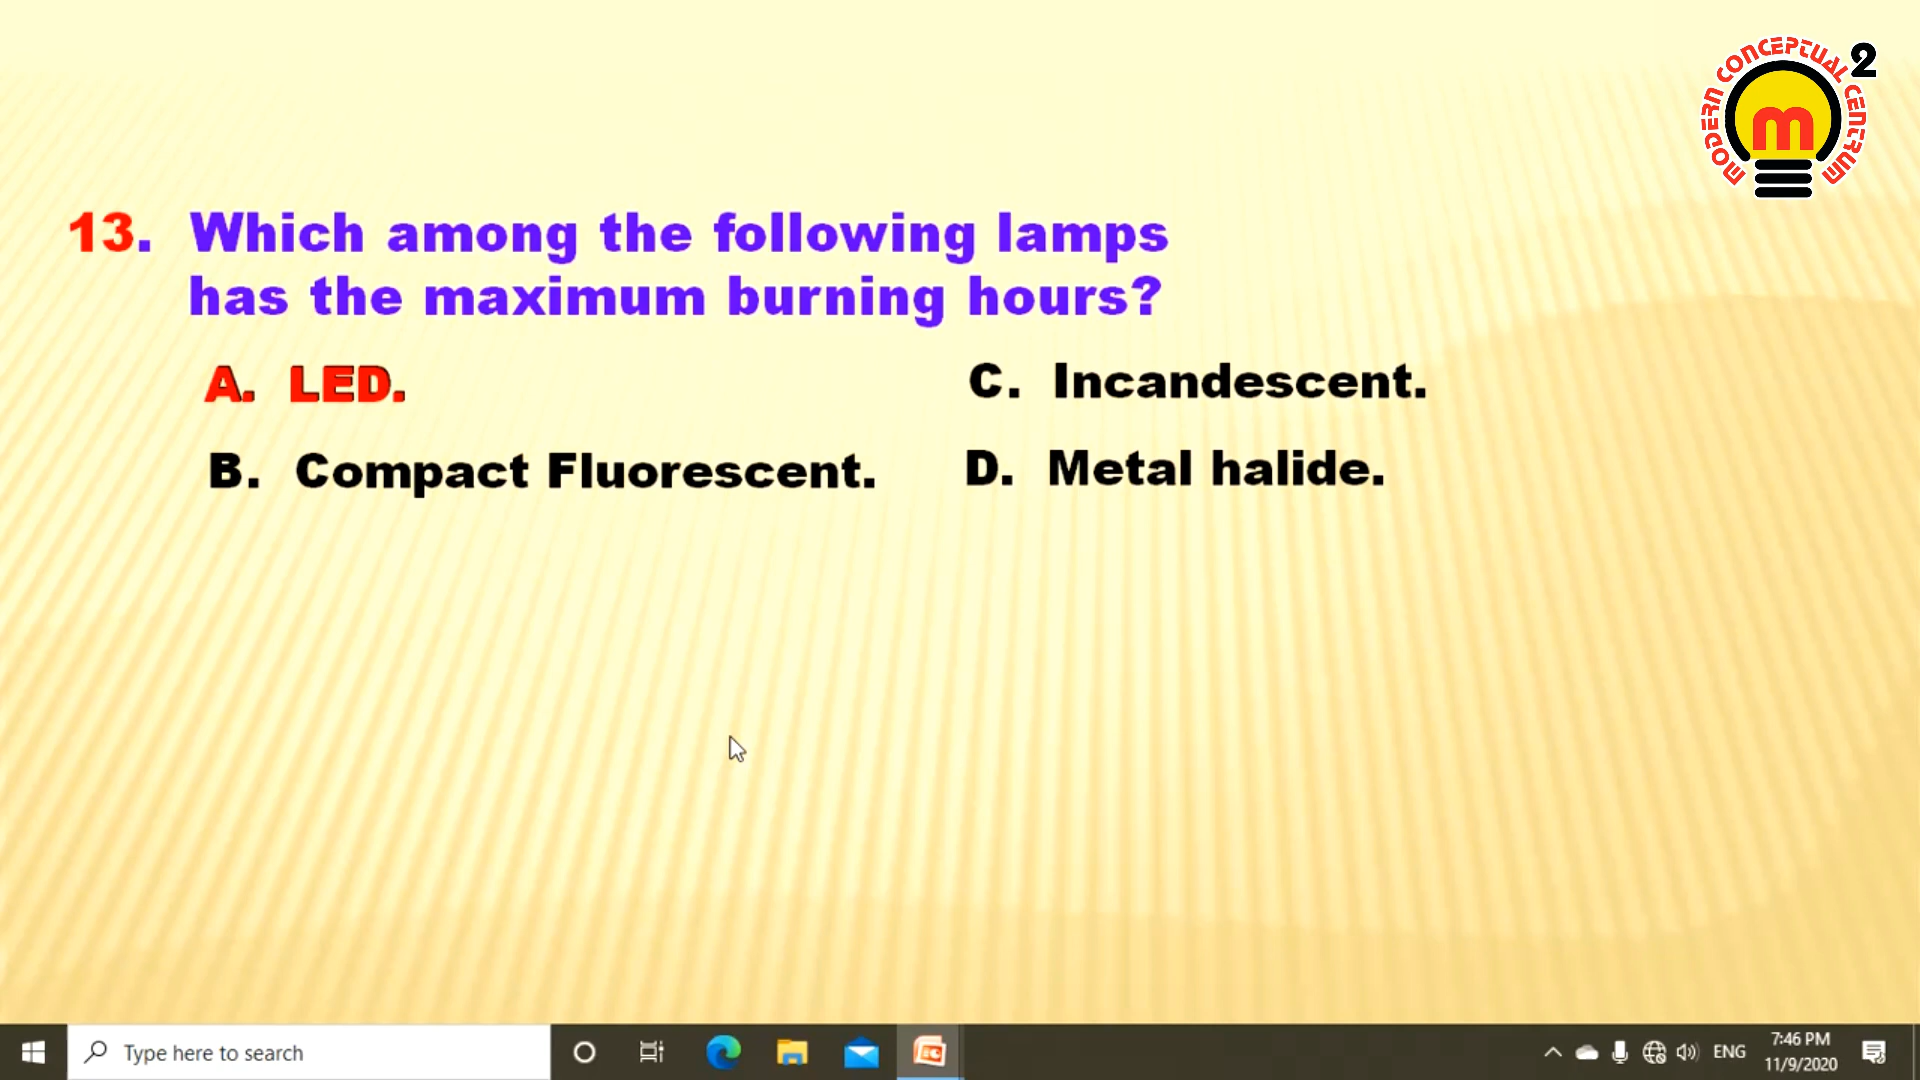 MODERN CONCEPTUAL CENTRUM
2
m
13. Which among the following lamps
has the maximum burning hours?
A. LED.
C. Incandescent.
B. Compact Fluorescent.
D. Metal halide.
Type here to search
ENG
7:46 PM
11/9/2020